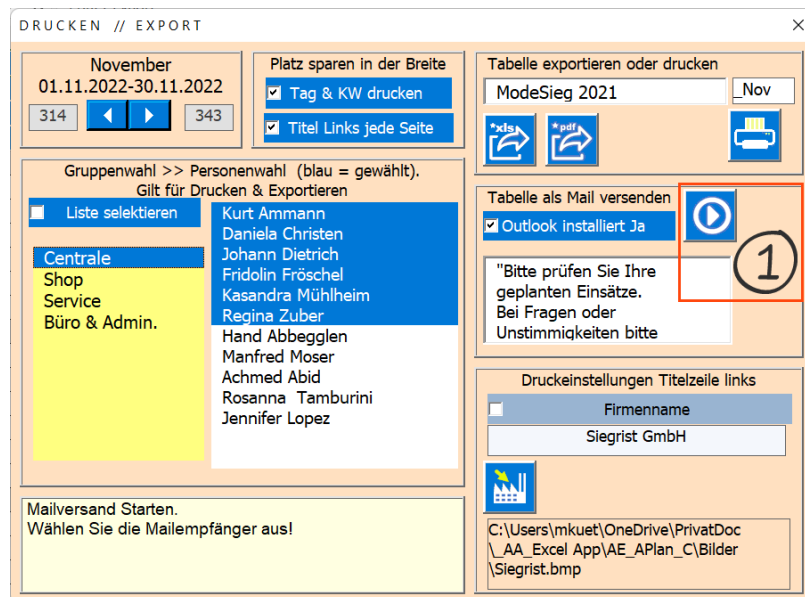 DRUCKEN // EXPORT
November
01.11.2022-30.11.2022
314
343
Platz sparen in der Breite
Tag & KW drucken
Titel Links jede Seite
Tabelle exportieren oder drucken
ModeSieg 2021
_Nov
*xls
*pdf
Gruppenwahl >> Personenwahl (blau = gewählt).
Gilt für Drucken & Exportieren
Liste selektieren
Centrale
Shop
Service
Büro & Admin.
Kurt Ammann
Daniela Christen
Johann Dietrich
Fridolin Fröschel
Kasandra Mühlheim
Regina Zuber
Hand Abbegglen
Manfred Moser
Achmed Abid
Rosanna Tamburini
Jennifer Lopez
Tabelle als Mail versenden
Outlook installiert Ja
1
"Bitte prüfen Sie Ihre
geplanten Einsätze.
Bei Fragen oder
Unstimmigkeiten bitte
Druckeinstellungen Titelzeile links
Firmenname
Siegrist GmbH
C:\Users\mkuet\OneDrive\PrivatDoc
\_AA_Excel App\AE_APlan_C\Bilder
\Siegrist.bmp
Mailversand Starten.
Wählen Sie die Mailempfänger aus!